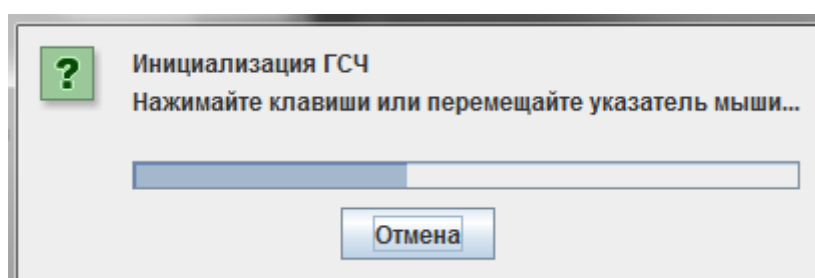 Инициализация ГСЧ
Нажимайте клавиши или перемещайте указатель мыши...
Отмена